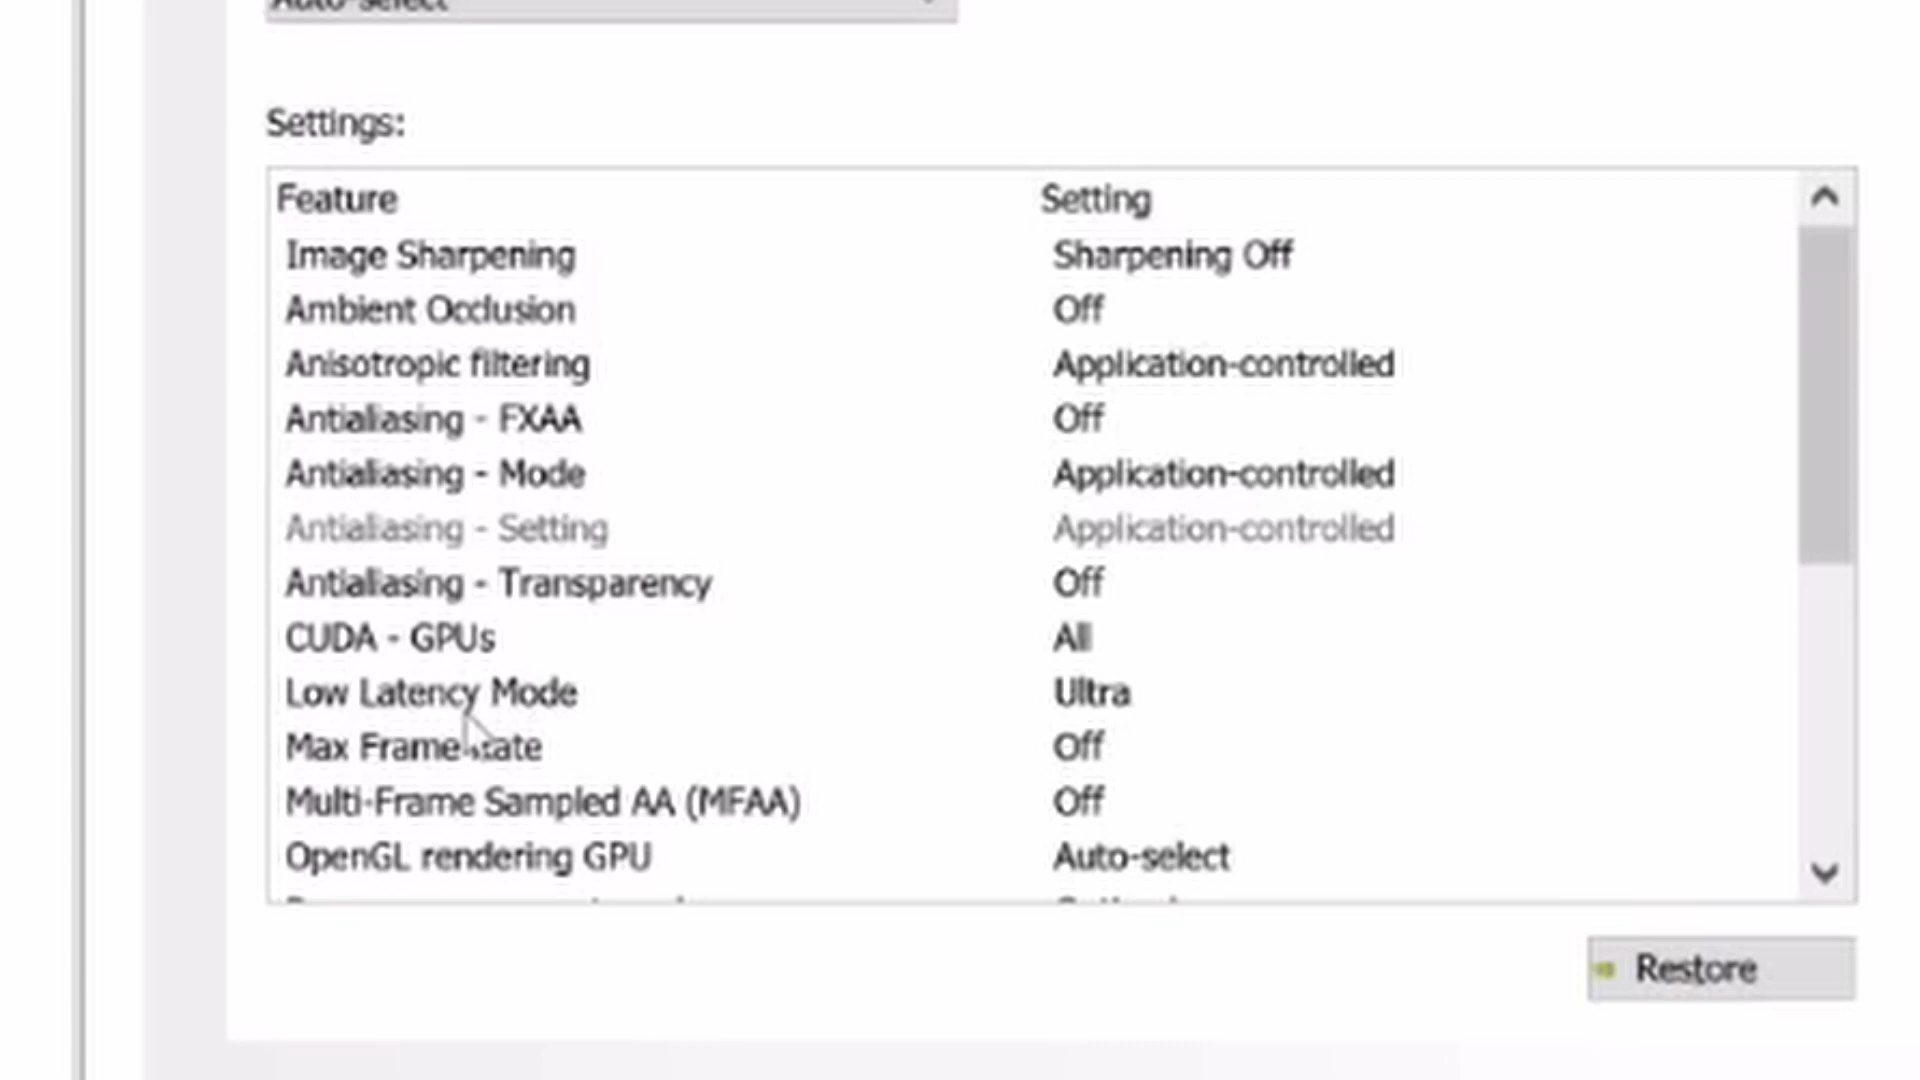 Auto-select
Settings:
Feature Setting
Image Sharpening Sharpening Off
Ambient Occlusion Off
Anisotropic filtering Application-controlled
Antialiasing - FXAA Off
Antialiasing - Mode Application-controlled
Antialiasing - Setting Application-controlled
Antialiasing - Transparency Off
CUDA - GPUs All
Low Latency Mode Ultra
Max Frame Rate Off
Multi-Frame Sampled AA (MFAA) Off
OpenGL rendering GPU Auto-select
Restore